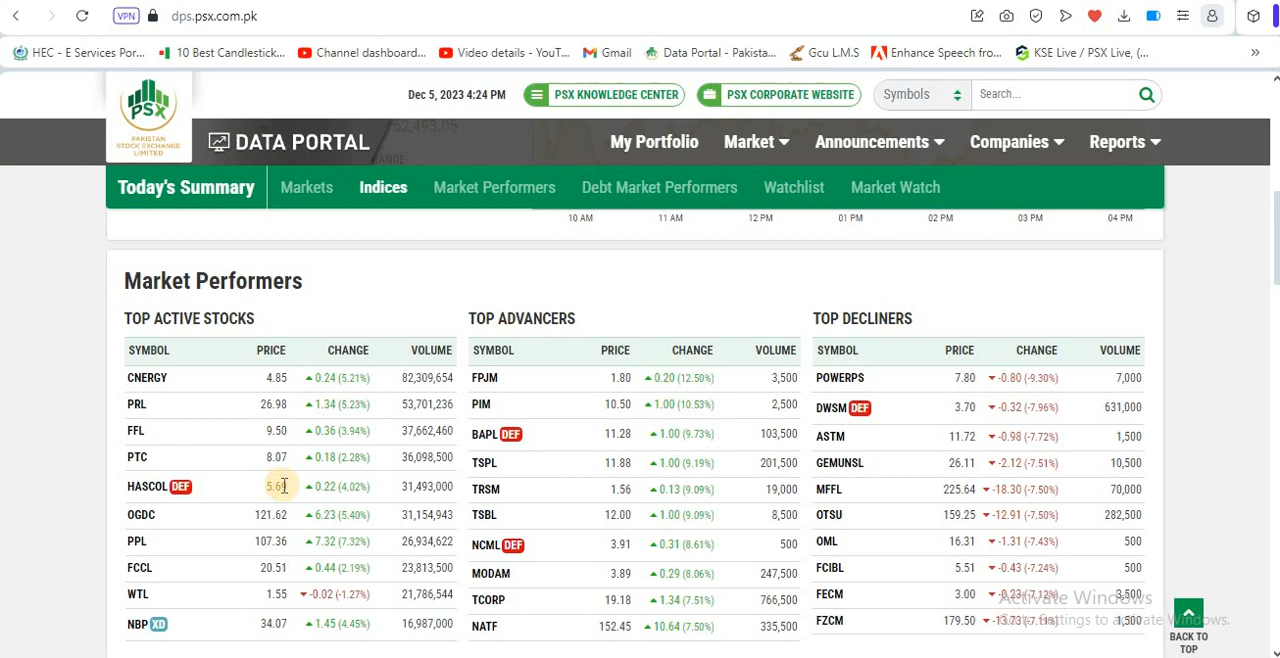 VPN dps.psx.com.pk
HEC - E Services Por... 10 Best Candlestick... Channel dashboard... Video details - YouT... Gmail Data Portal - Pakista... Gcu L.M.S Enhance Speech fro... KSE Live / PSX Live, (... »
PSX
PAKISTAN
STOCK EXCHANGE
LIMITED
Dec 5, 2023 4:24 PM PSX KNOWLEDGE CENTER PSX CORPORATE WEBSITE Symbols Search...
62,493.05
DATA PORTAL My Portfolio Market Announcements Companies Reports
Today's Summary Markets Indices Market Performers Debt Market Performers Watchlist Market Watch
10 AM 11 AM 12 PM 01 PM 02 PM 03 PM 04 PM
Market Performers
TOP ACTIVE STOCKS
SYMBOL PRICE CHANGE VOLUME
CNERGY 4.85 0.24 (5.21%) 82,309,654
PRL 26.98 1.34 (5.23%) 53,701,236
FFL 9.50 0.36 (3.94%) 37,662,460
PTC 8.07 0.18 (2.28%) 36,098,500
HASCOL DEF 0.22 (4.02%) 31,493,000
OGDC 121.62 6.23 (5.40%) 31,154,943
PPL 107.36 7.32 (7.32%) 26,934,622
FCCL 20.51 0.44 (2.19%) 23,813,500
WTL 1.55 -0.02 (-1.27%) 21,786,544
NBP XD 34.07 1.45 (4.45%) 16,987,000
TOP ADVANCERS
SYMBOL PRICE CHANGE VOLUME
FPJM 1.80 0.20 (12.50%) 3,500
PIM 10.50 1.00 (10.53%) 2,500
BAPL DEF 11.28 1.00 (9.73%) 103,500
TSPL 11.88 1.00 (9.19%) 201,500
TRSM 1.56 0.13 (9.09%) 19,000
TSBL 12.00 1.00 (9.09%) 8,500
NCML DEF 3.91 0.31 (8.61%) 500
MODAM 3.89 0.29 (8.06%) 247,500
TCORP 19.18 1.34 (7.51%) 766,500
NATF 152.45 10.64 (7.50%) 335,500
TOP DECLINERS
SYMBOL PRICE CHANGE VOLUME
POWERPS 7.80 -0.80 (-9.30%) 7,000
DWSM DEF 3.70 -0.32 (-7.96%) 631,000
ASTM 11.72 -0.98 (-7.72%) 1,500
GEMUNSL 26.11 -2.12 (-7.51%) 10,500
MFFL 225.64 -18.30 (-7.50%) 70,000
OTSU 159.25 -12.91 (-7.50%) 282,500
OML 16.31 -1.31 (-7.43%) 500
FCIBL 5.51 -0.43 (-7.24%) 500
FECM 3.00 -0.23 (-7.12%) 3,500
FZCM 179.50 -13.73 (-7.11%) 1,500
Activate Windows
BACK TO
TOP